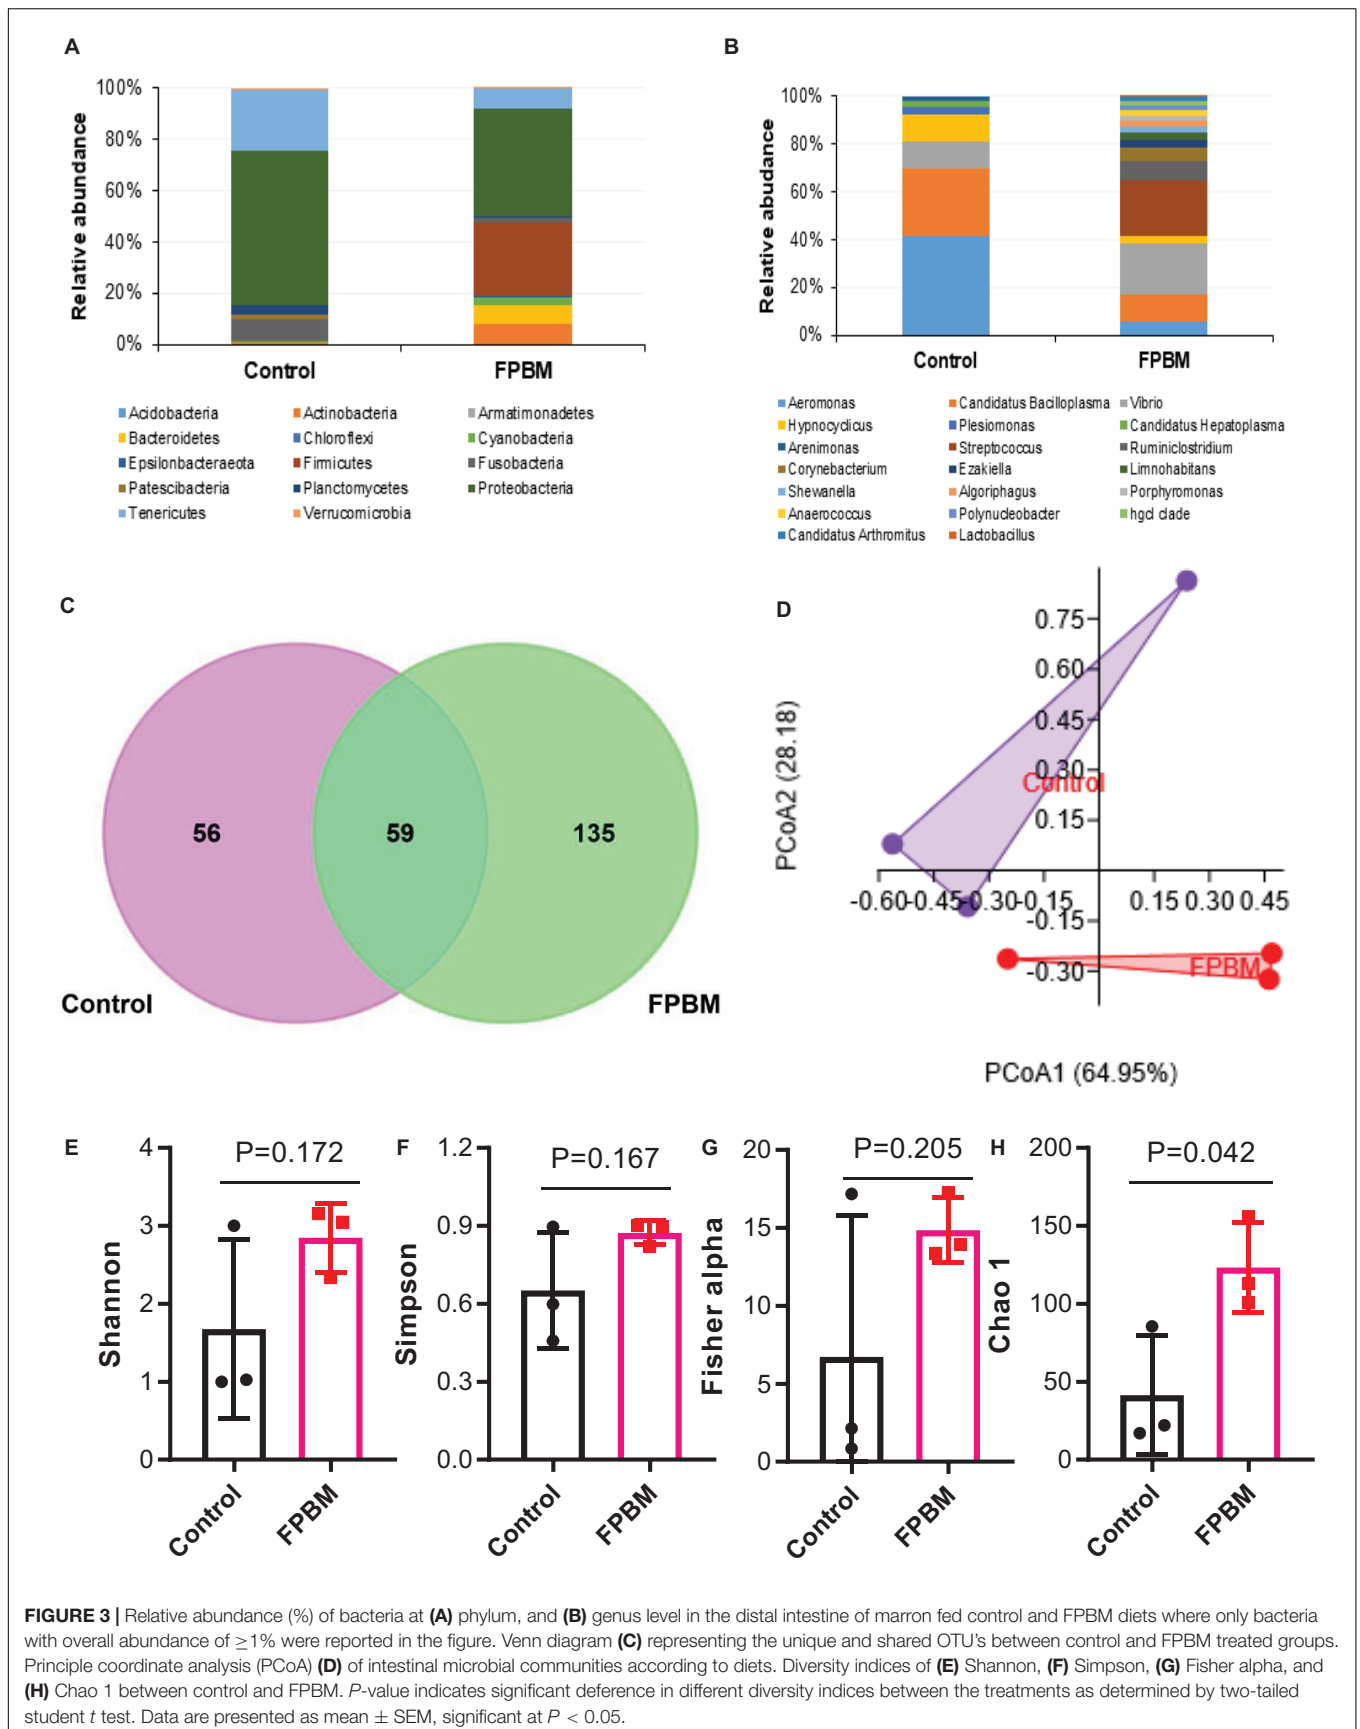 A
100%
80%
60%
40%
20%
0%
Relative abundance
Control
FPBM
Acidobacteria
Actinobacteria
Armatimonadetes
Bacteroidetes
Chloroflexi
Cyanobacteria
Epsilonbacteraeota
Firmicutes
Fusobacteria
Patescibacteria
Planctomycetes
Proteobacteria
Tenericutes
Verrucomicrobia
B
100%
80%
60%
40%
20%
0%
Relative abudance
Control
FPBM
Aeromonas
Candidatus Bacilloplasma
Vibrio
Hypnocyclicus
Plesiomonas
Candidatus Hepatoplasma
Arenimonas
Streptococcus
Ruminiclostridium
Corynebacterium
Ezakiella
Limnohabitans
Shewanella
Algoriphagus
Porphyromonas
Anaerococcus
Polynucleobacter
hgcl clade
Candidatus Arthromitus
Lactobacillus
C
56
59
135
Control
FPBM
D
0.75
0.60
0.45
0.30
Control
0.15
-0.60
-0.45
-0.30
-0.15
0.15
0.30
0.45
-0.15
-0.30
FPBM
PCoA2 (28.18)
PCoA1 (64.95%)
E
P=0.172
4
3
2
1
0
Shannon
Control
FPBM
F
P=0.167
1.2
0.9
0.6
0.3
0.0
Simpson
Control
FPBM
G
P=0.205
20
15
10
5
0
Fisher alpha
Control
FPBM
H
P=0.042
200
150
100
50
0
Chao 1
Control
FPBM
FIGURE 3 | Relative abundance (%) of bacteria at (A) phylum, and (B) genus level in the distal intestine of marron fed control and FPBM diets where only bacteria
with overall abundance of ≥1% were reported in the figure. Venn diagram (C) representing the unique and shared OTU's between control and FPBM treated groups.
Principle coordinate analysis (PCoA) (D) of intestinal microbial communities according to diets. Diversity indices of (E) Shannon, (F) Simpson, (G) Fisher alpha, and
(H) Chao 1 between control and FPBM. P-value indicates significant deference in different diversity indices between the treatments as determined by two-tailed
student t test. Data are presented as mean ± SEM, significant at P < 0.05.